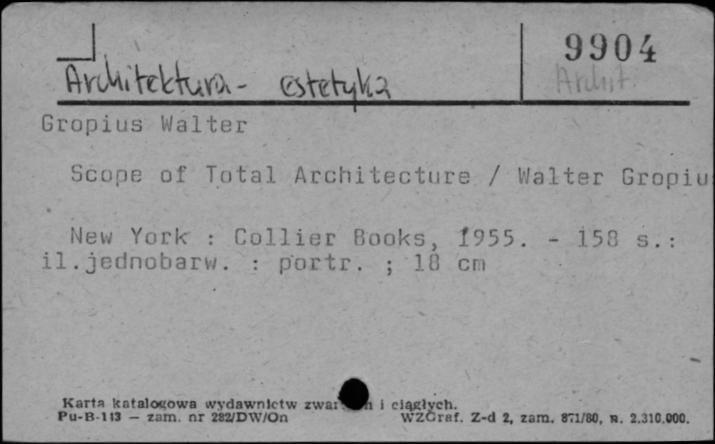 9904
Architektura - estetyka
Archit.
Gropius Walter
Scope of Total Architecture / Walter Gropiu
New York : Collier Books, 1955. - 158 s.:
il.jednobarw. : portr. ; 18 cm
Karta katalogowa wydawnictw i ciągłych.
Pu-B-113 — zam. nr 282/DW/On
WZGraf. Z-d 2, zam. 871/80, n. 2.310.000.